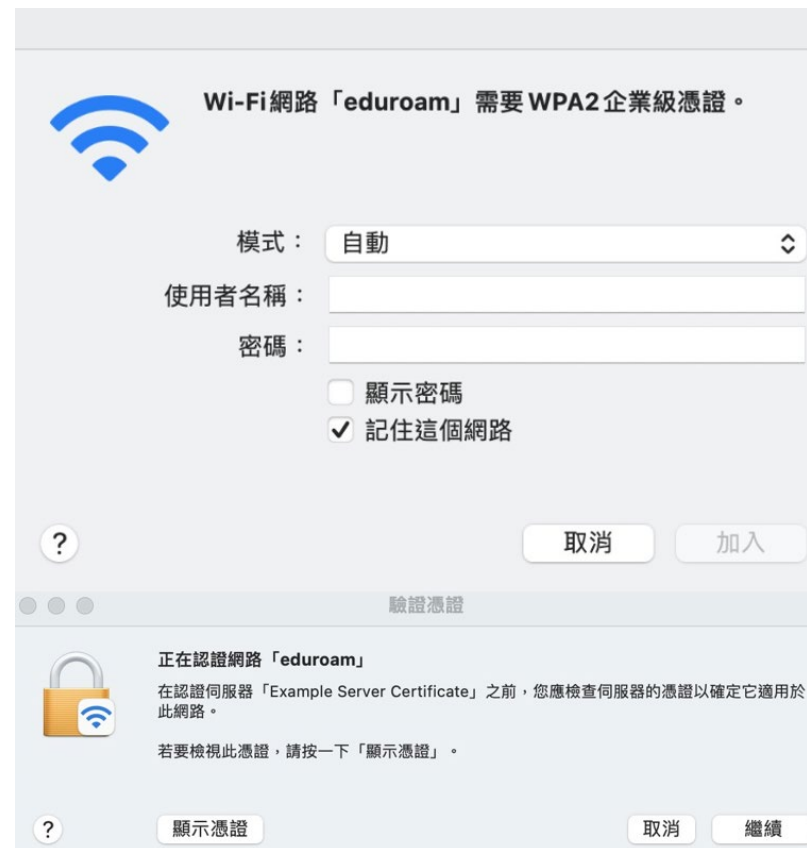 Wi-Fi網路「eduroam」需要WPA2企業級憑證。
模式：
自動
使用者名稱：
密碼：
顯示密碼
記住這個網路
?
取消
加入
驗證憑證
正在認證網路「eduroam」
在認證伺服器「Example Server Certificate」之前，您應檢查伺服器的憑證以確定它適用於
此網路。
若要檢視此憑證，請按一下「顯示憑證」。
?
顯示憑證
取消
繼續